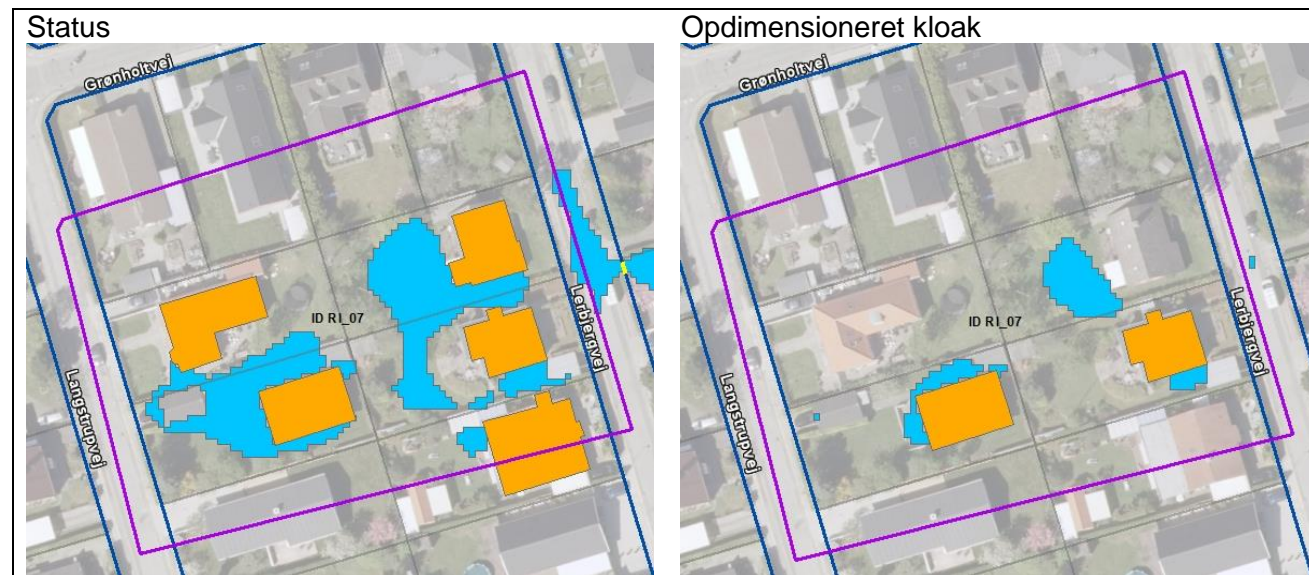 Status
Opdimensioneret kloak
Grønholtvej
Grønholtvej
ID RI_07
ID RI_07
Langstrupvej
Lerbjergvej
Langstrupvej
Lerbjergvej